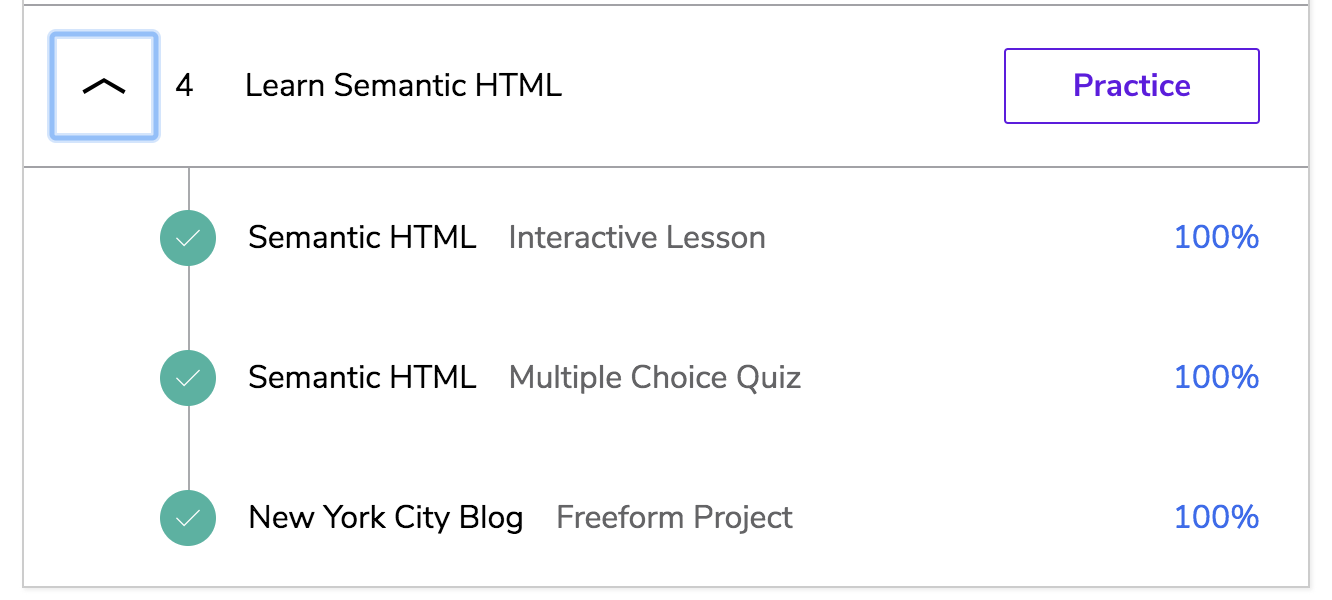 4 Learn Semantic HTML Practice
Semantic HTML Interactive Lesson 100%
Semantic HTML Multiple Choice Quiz 100%
New York City Blog Freeform Project 100%